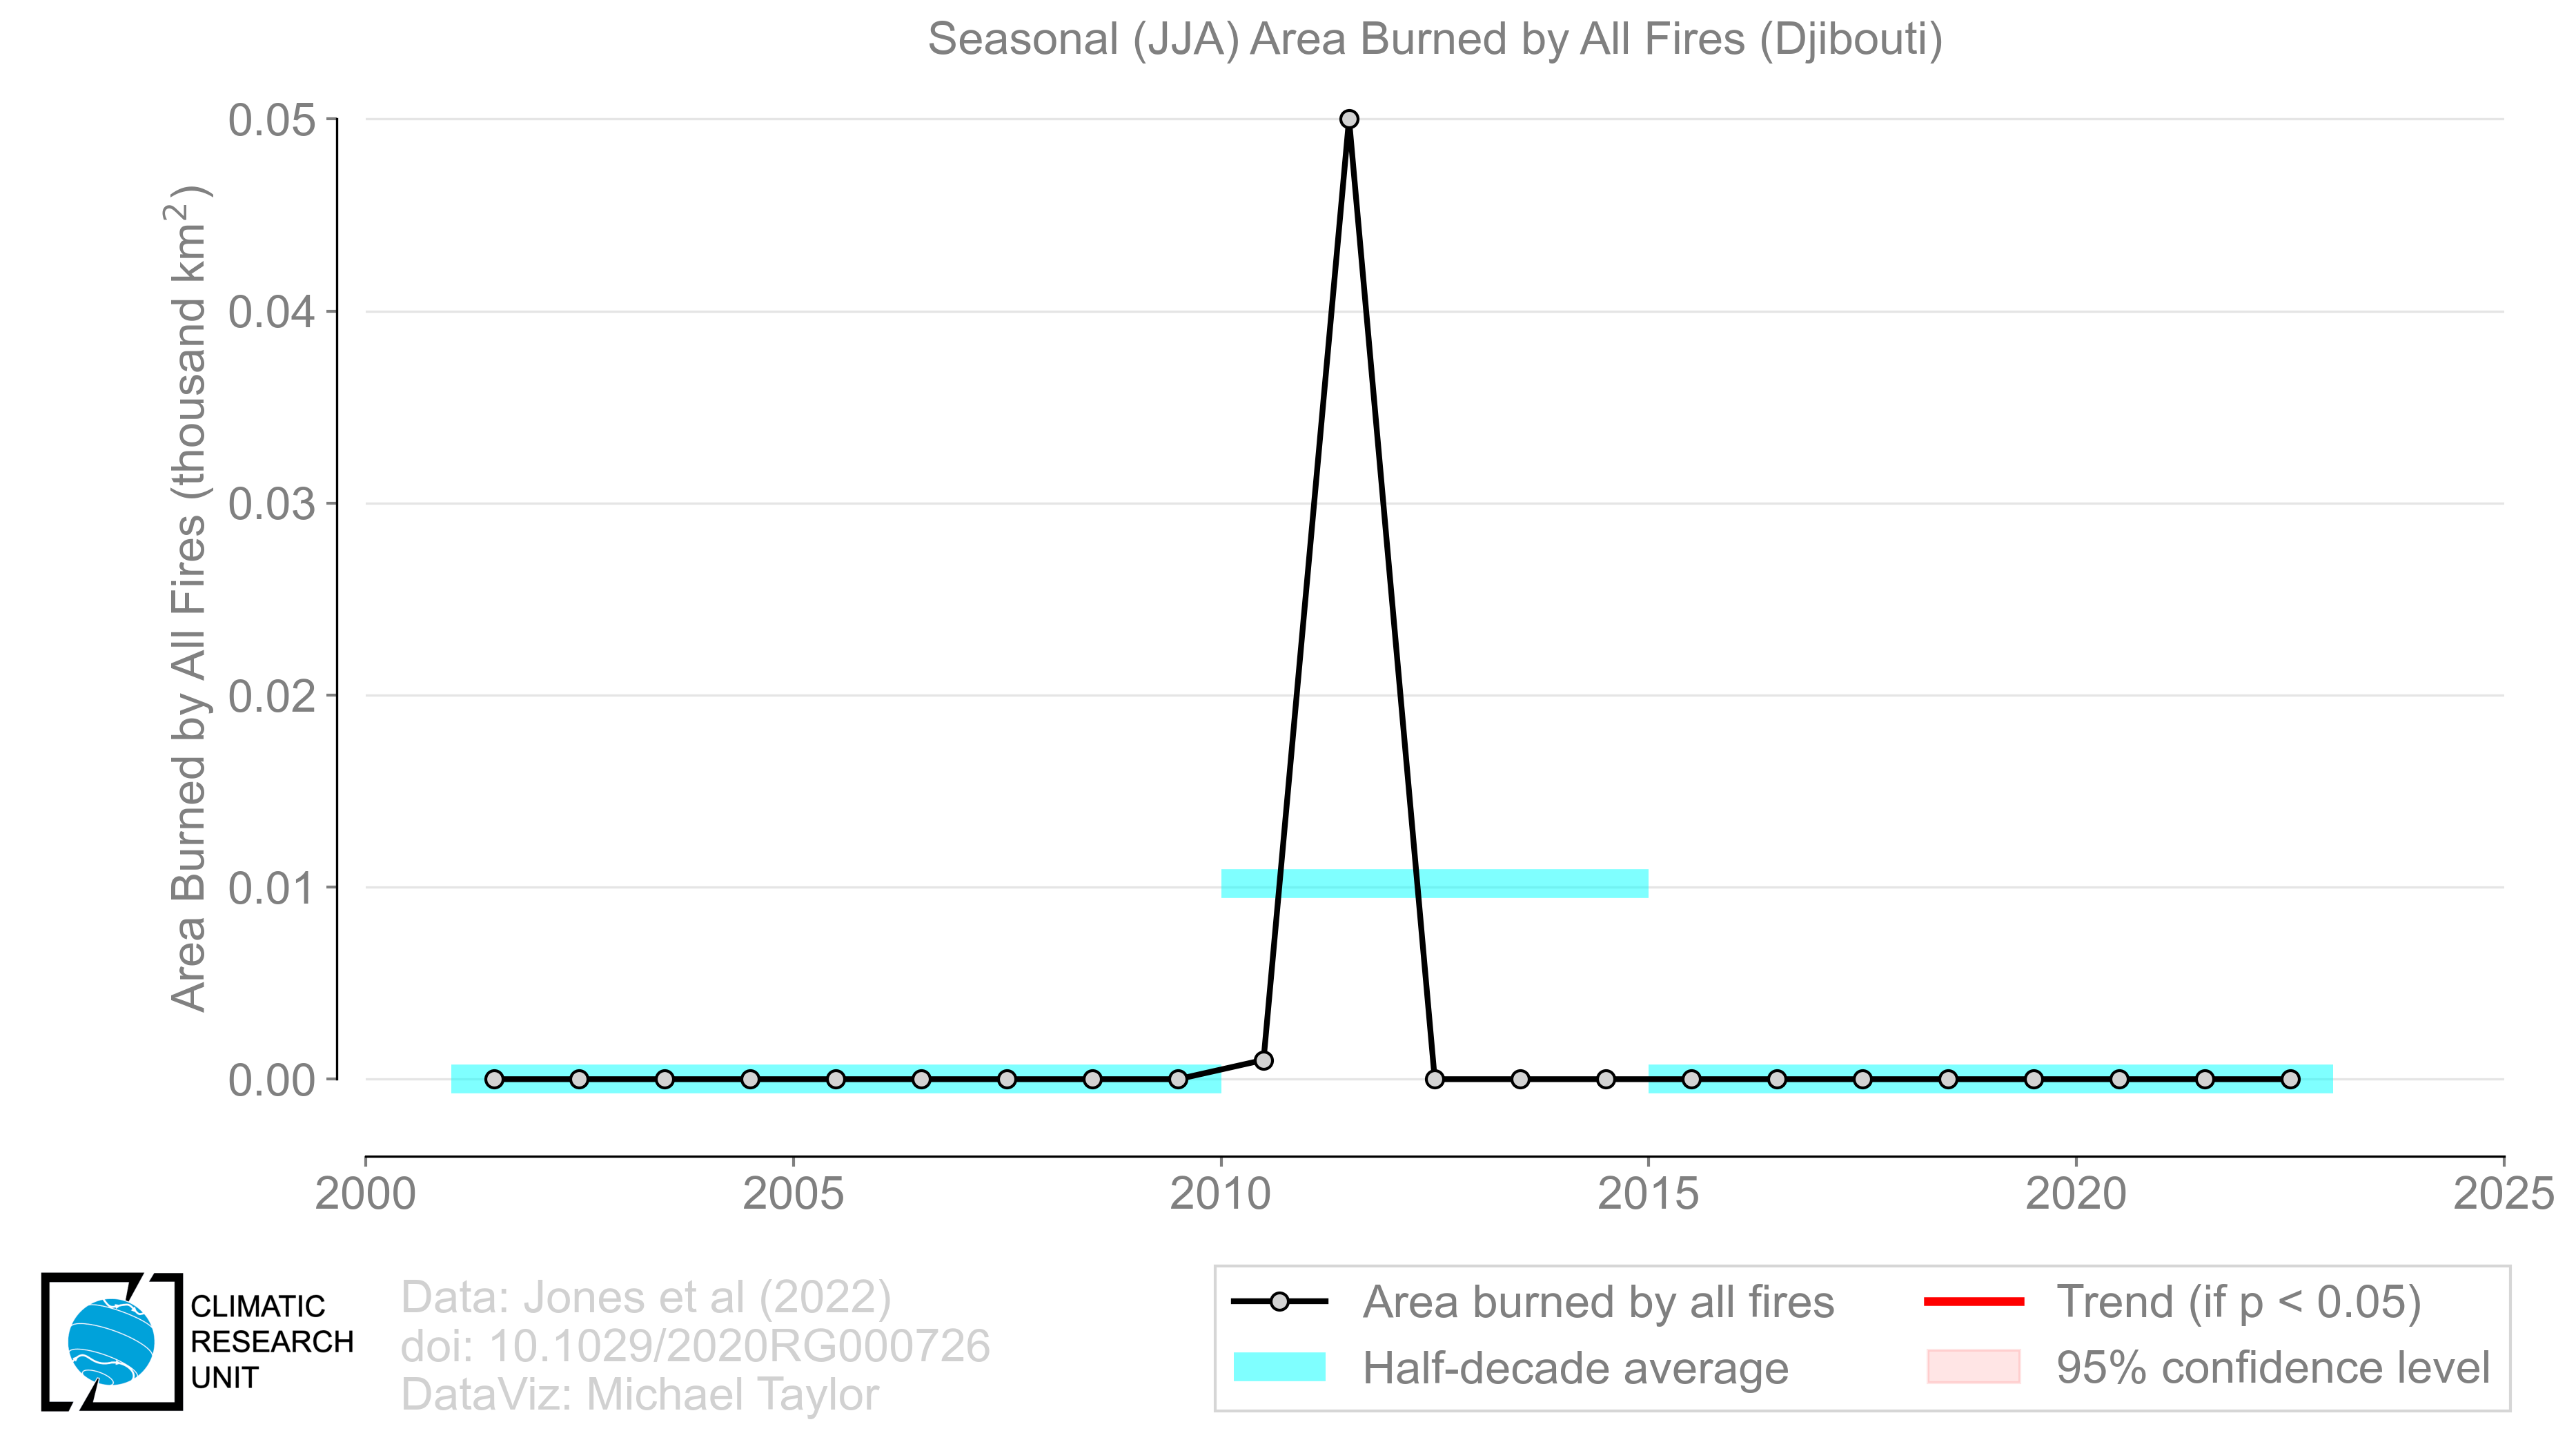 Seasonal (JJA) Area Burned by All Fires (Djibouti)
Area Burned by All Fires (thousand km²)
0.05
0.04
0.03
0.02
0.01
0.00
2000 2005 2010 2015 2020 2025
CLIMATIC
RESEARCH
UNIT
Data: Jones et al (2022)
doi: 10.1029/2020RG000726
DataViz: Michael Taylor
Area burned by all fires
Half-decade average
Trend (if p < 0.05)
95% confidence level